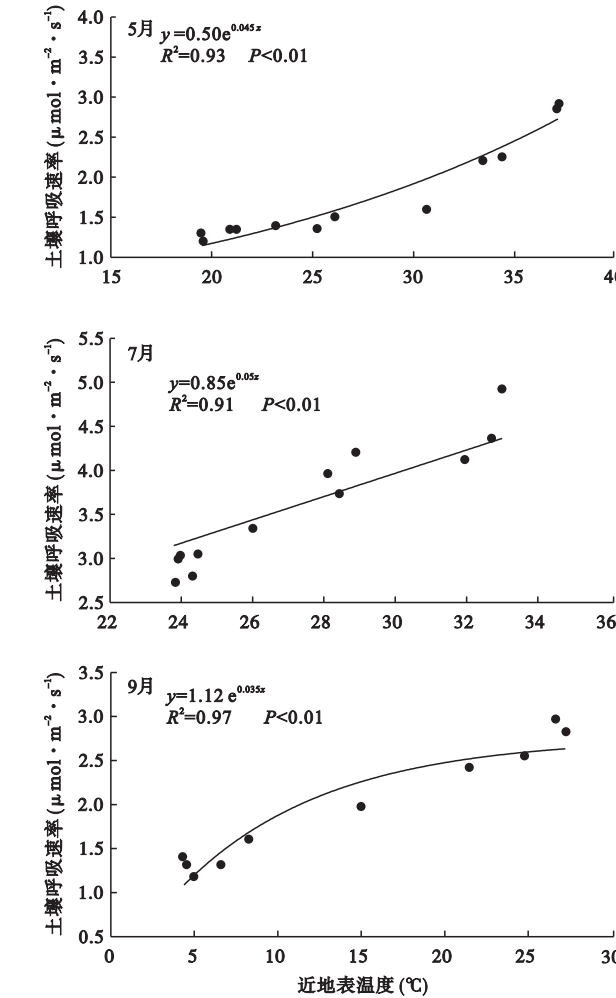 土壤呼吸速率 (μmol·m⁻²·s⁻¹)
4.0
3.5
3.0
2.5
2.0
1.5
1.0
5月 y=0.50e^0.045x
R²=0.93 P<0.01
15 20 25 30 35 40
土壤呼吸速率 (μmol·m⁻²·s⁻¹)
5.5
5.0
4.5
4.0
3.5
3.0
2.5
7月
y=0.85e^0.05x
R²=0.91 P<0.01
22 24 26 28 30 32 34 36
土壤呼吸速率 (μmol·m⁻²·s⁻¹)
3.5
3.0
2.5
2.0
1.5
1.0
0.5
9月
y=1.12 e^0.035x
R²=0.97 P<0.01
0 5 10 15 20 25 30
近地表温度 (℃)